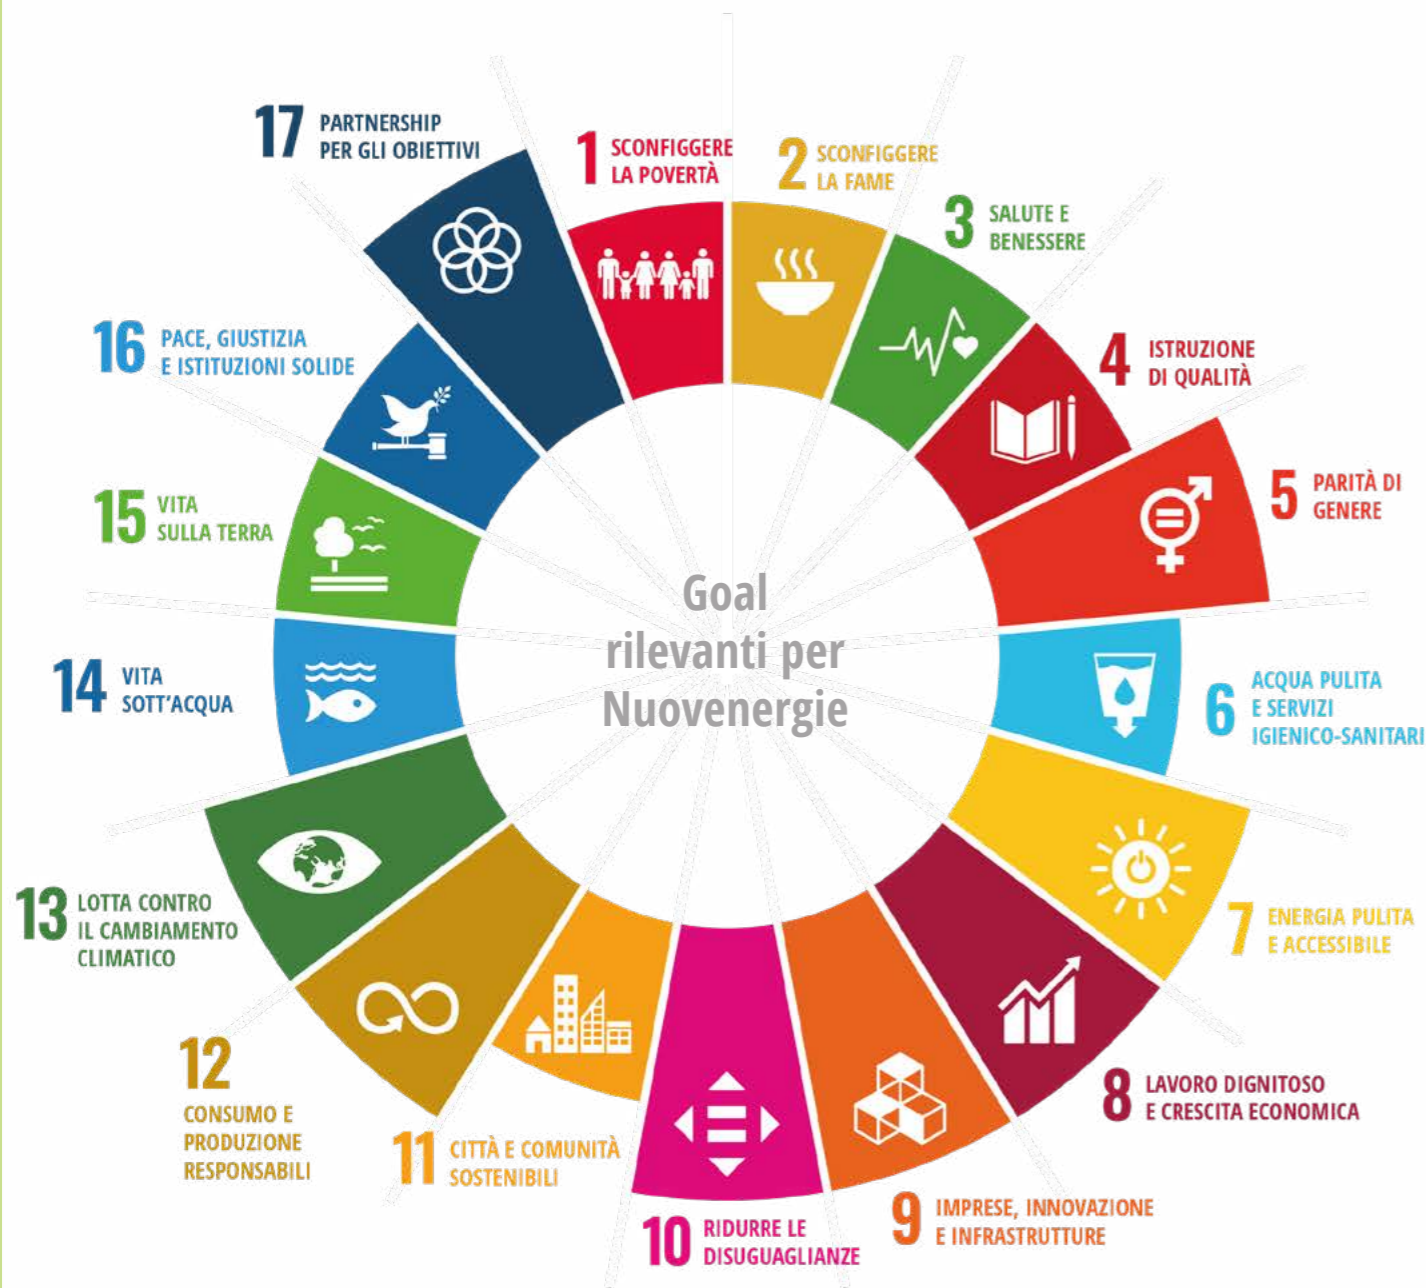 17 PARTNERSHIP
PER GLI OBIETTIVI
1 SCONFIGGERE
LA POVERTÀ
2 SCONFIGGERE
LA FAME
3 SALUTE E
BENESSERE
4 ISTRUZIONE
DI QUALITÀ
5 PARITÀ DI
GENERE
6 ACQUA PULITA
E SERVIZI
IGIENICO-SANITARI
7 ENERGIA PULITA
E ACCESSIBILE
8 LAVORO DIGNITOSO
E CRESCITA ECONOMICA
9 IMPRESE, INNOVAZIONE
E INFRASTRUTTURE
10 RIDURRE LE
DISUGUAGLIANZE
11 CITTÀ E COMUNITÀ
SOSTENIBILI
12
CONSUMO E
PRODUZIONE
RESPONSABILI
13 LOTTA CONTRO
IL CAMBIAMENTO
CLIMATICO
14 VITA
SOTT'ACQUA
15 VITA
SULLA TERRA
16 PACE, GIUSTIZIA
E ISTITUZIONI SOLIDE
Goal
rilevanti per
Nuovenergie